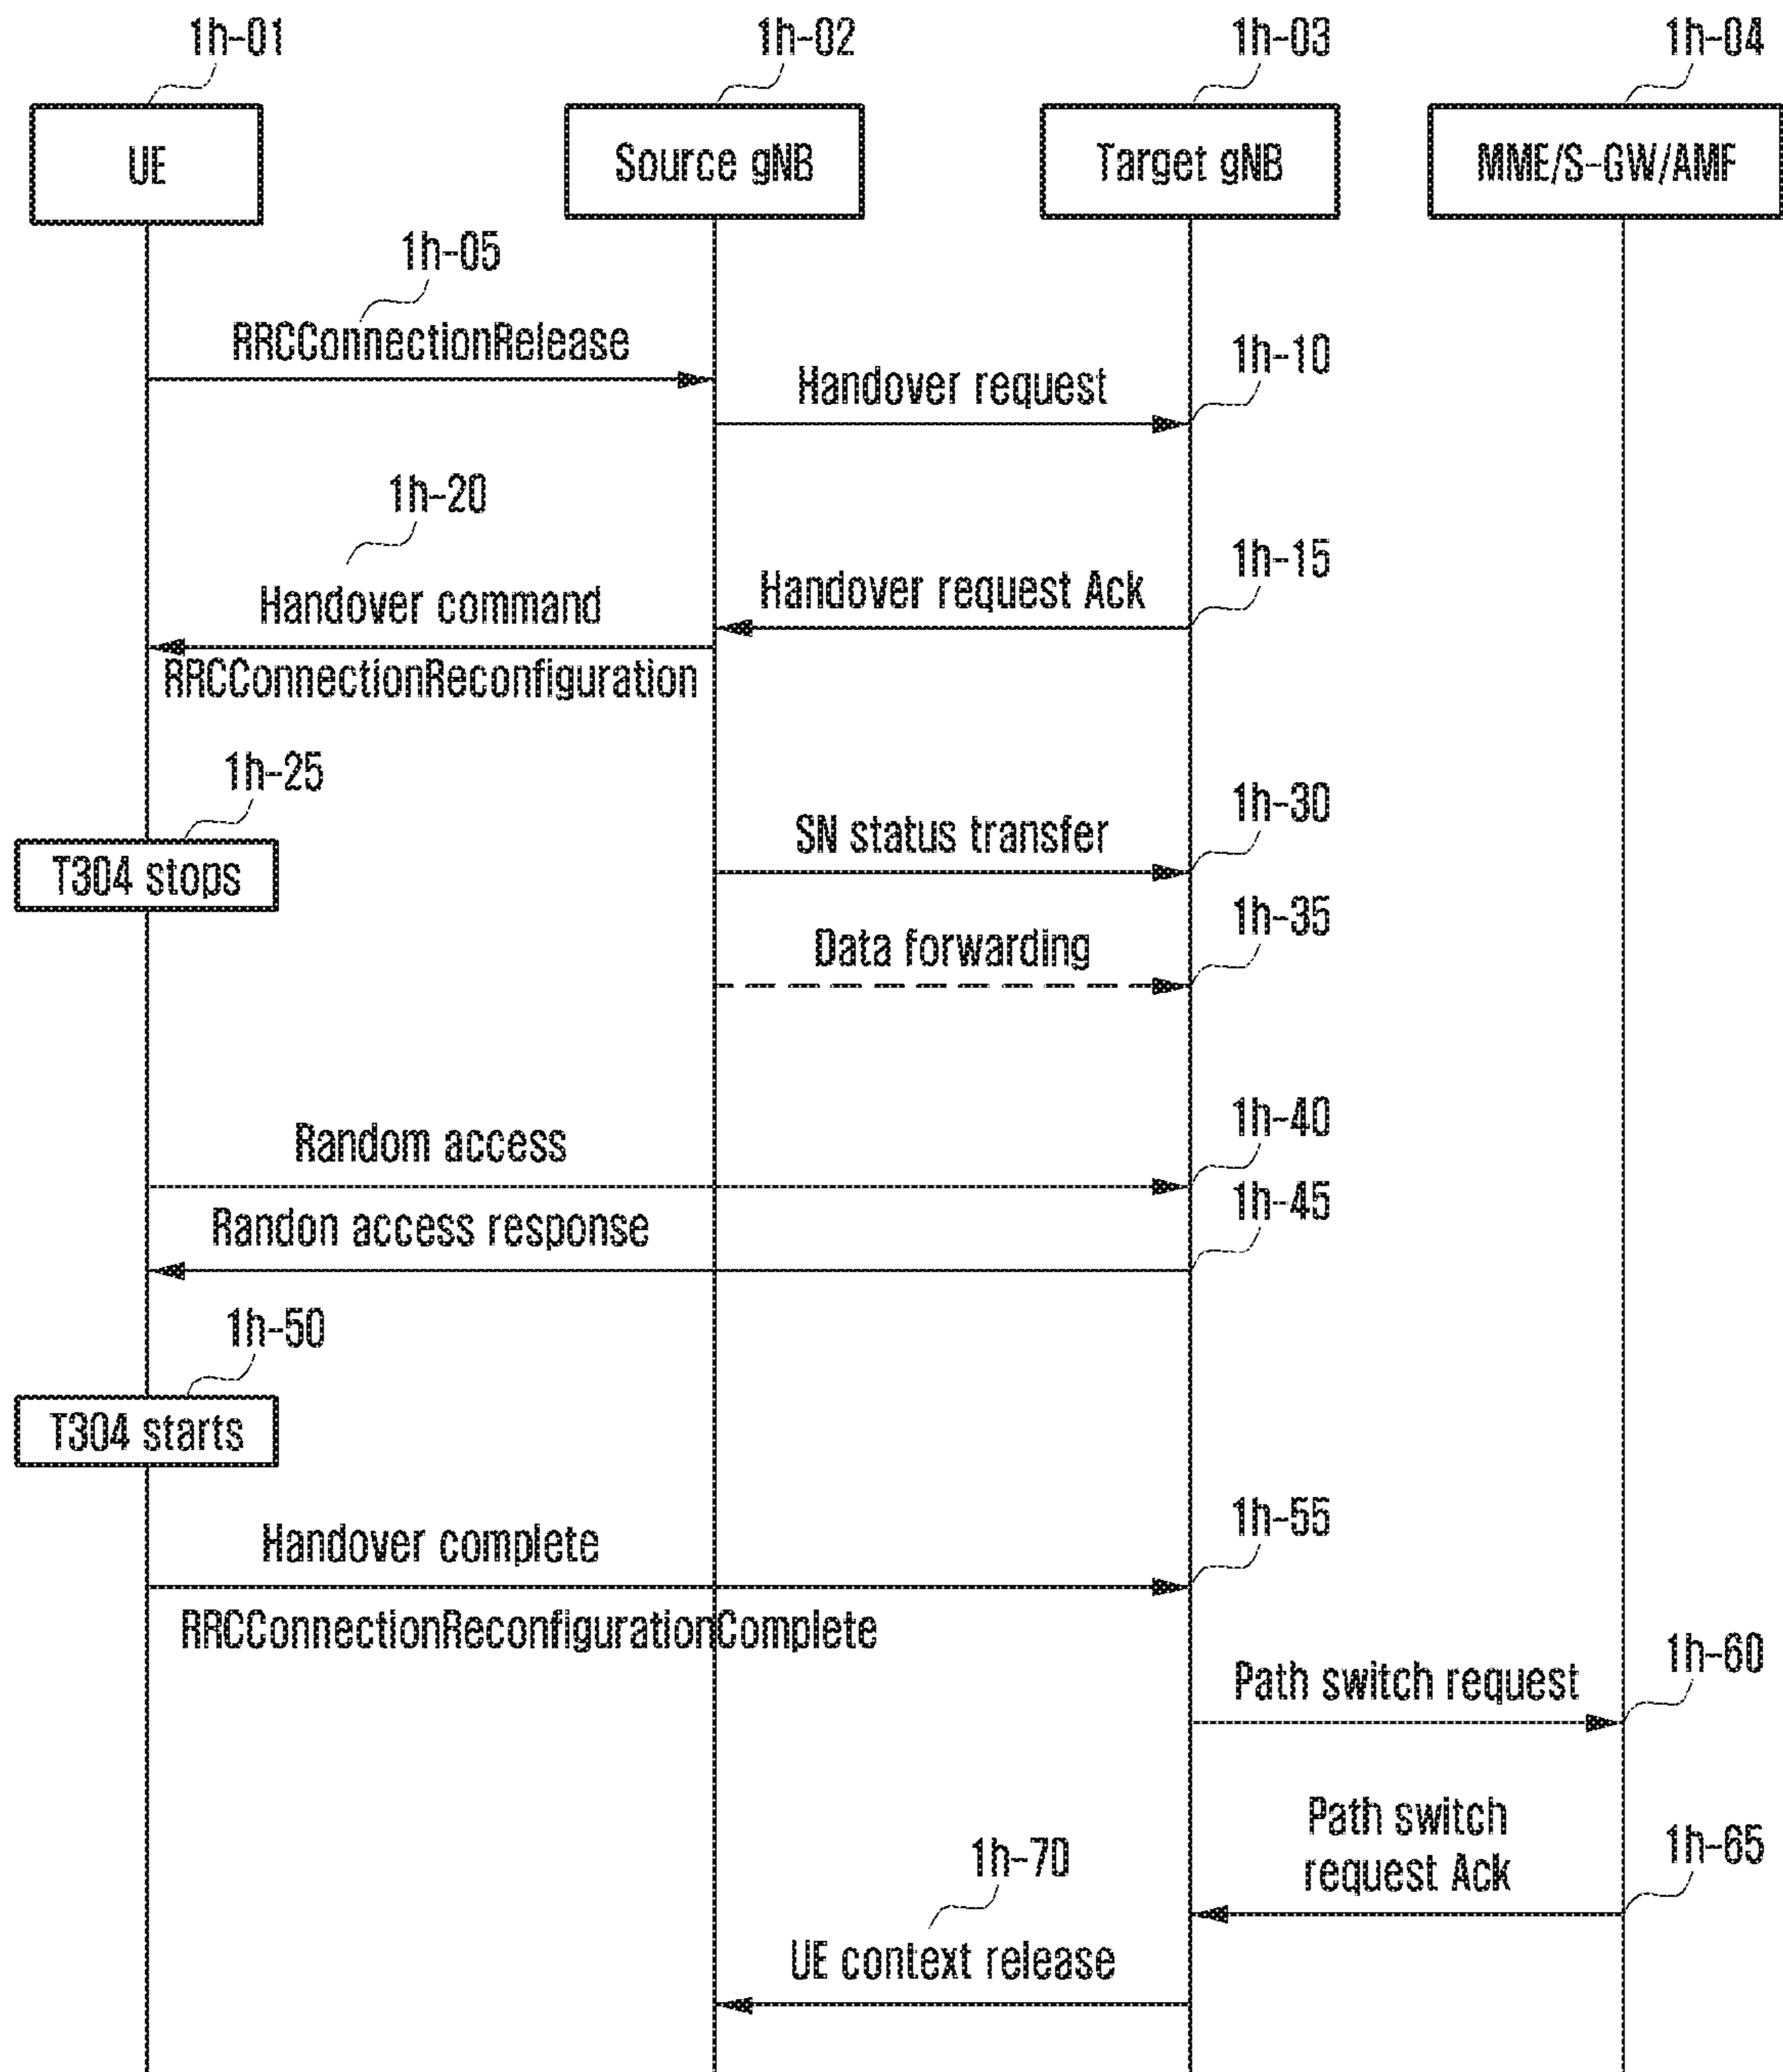 1h-01
1h-02
1h-03
1h-04
UE
Source gNB
Target gNB
MME/S-GW/AMF
1h-05
RRCConnectionRelease
1h-10
Handover request
1h-20
1h-15
Handover command
Handover request Ack
RRCConnectionReconfiguration
1h-25
T304 stops
1h-30
SN status transfer
1h-35
Data forwarding
1h-40
Random access
1h-45
Randon access response
1h-50
T304 starts
1h-55
Handover complete
RRCConnectionReconfigurationComplete
1h-60
Path switch request
Path switch
request Ack
1h-65
1h-70
UE context release